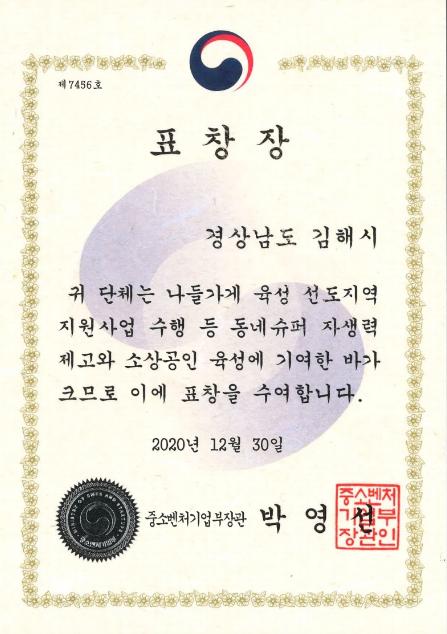 제7456호
표창장
경상남도 김해시
귀 단체는 나들가게 육성 선도지역
지원사업 수행 등 동네슈퍼 자생력
제고와 소상공인 육성에 기여한 바가
크므로 이에 표창을 수여합니다.
2020년 12월 30일
중소벤처기업부장관 박영선
중소벤처
기업부
장관인